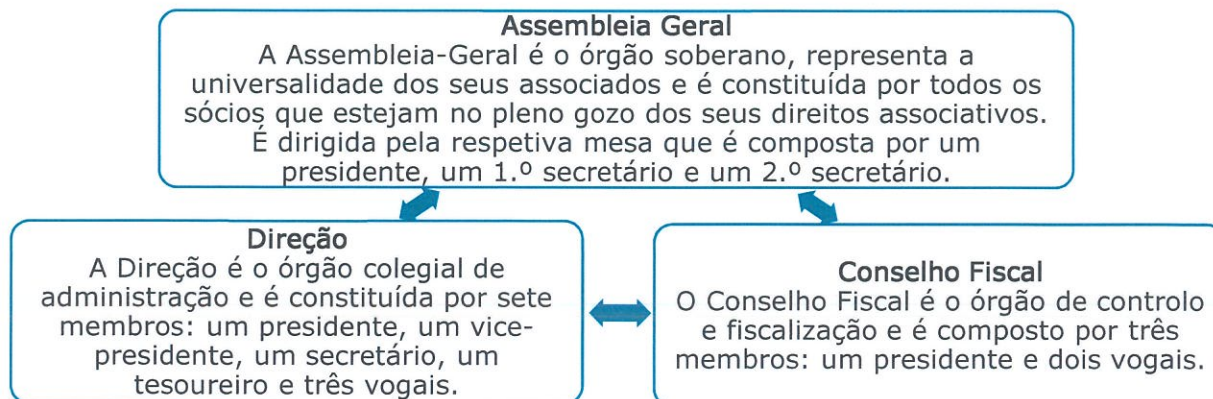 Assembleia Geral
A Assembleia-Geral é o órgão soberano, representa a
universalidade dos seus associados e é constituída por todos os
sócios que estejam no pleno gozo dos seus direitos associativos.
É dirigida pela respetiva mesa que é composta por um
presidente, um 1.º secretário e um 2.º secretário.
Direção
A Direção é o órgão colegial de
administração e é constituída por sete
membros: um presidente, um vice-
presidente, um secretário, um
tesoureiro e três vogais.
Conselho Fiscal
O Conselho Fiscal é o órgão de controlo
e fiscalização e é composto por três
membros: um presidente e dois vogais.